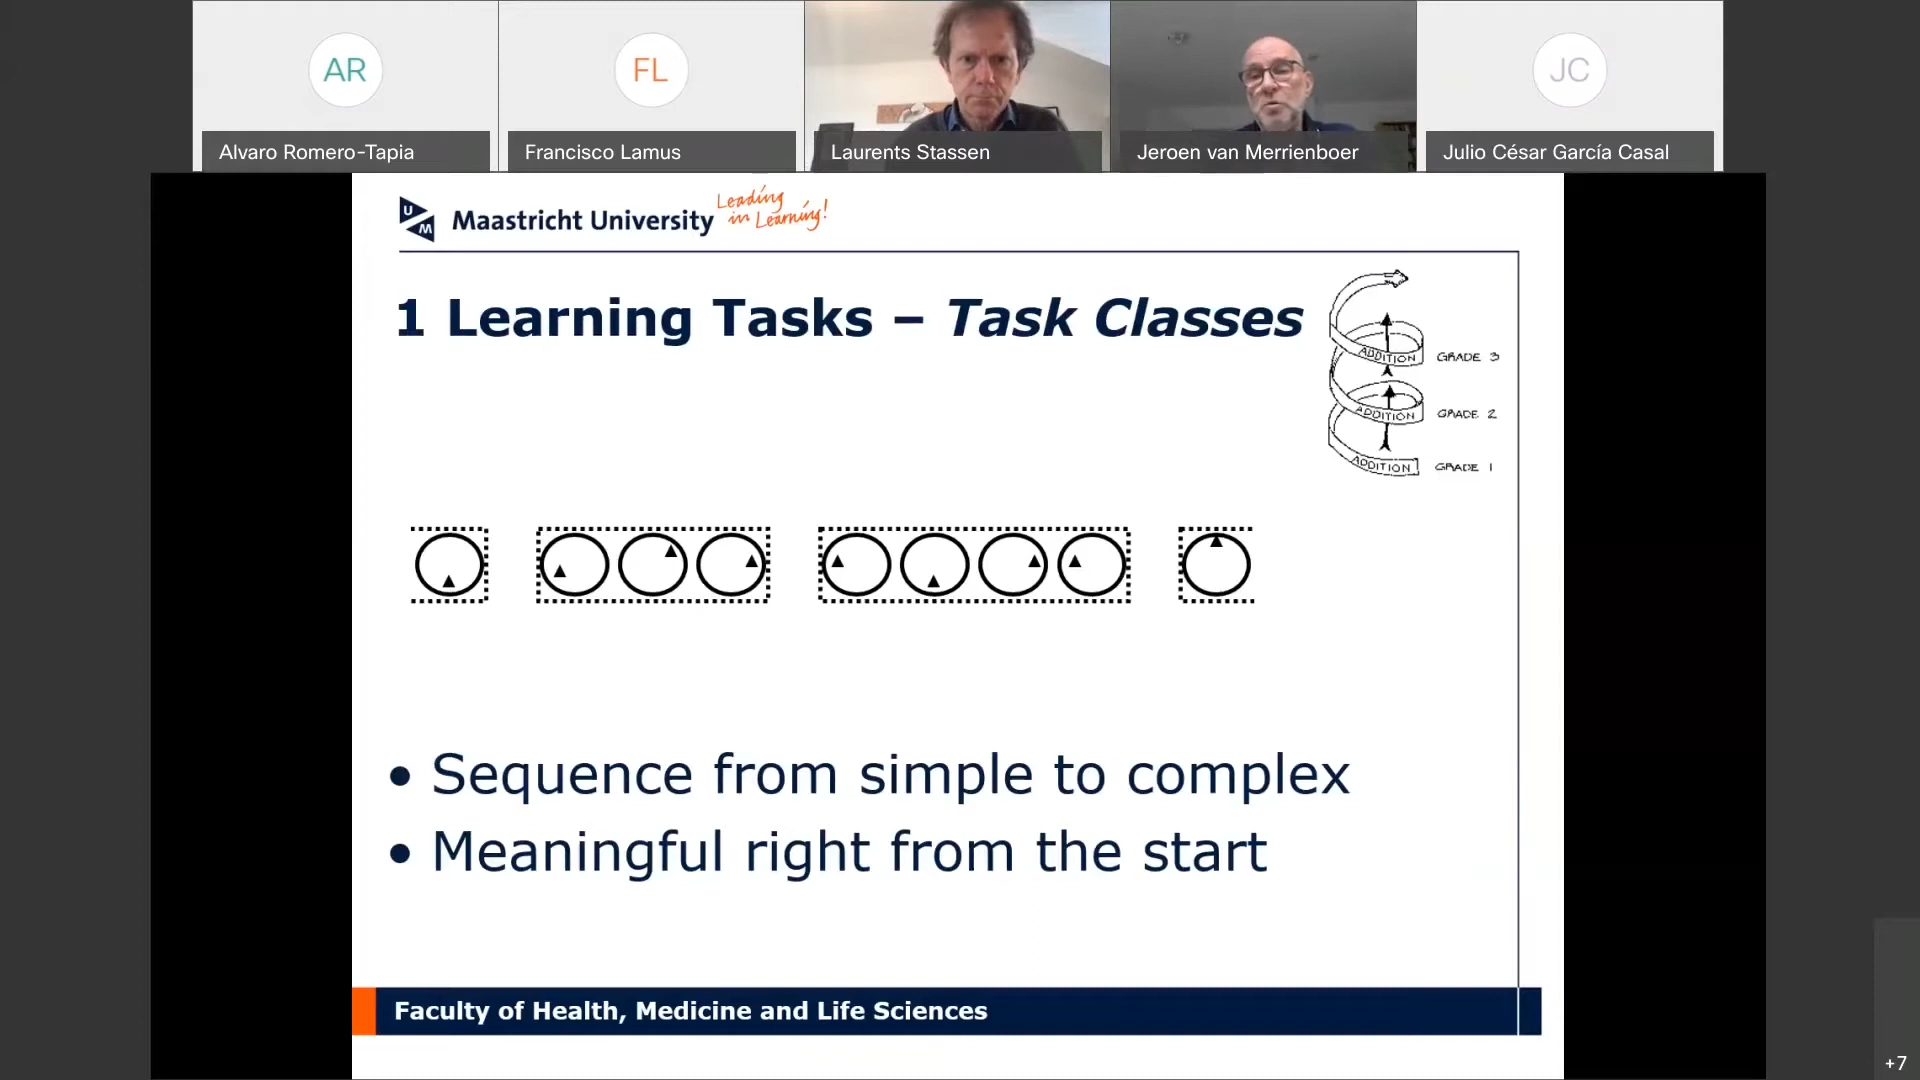 AR
FL
JC
Alvaro Romero-Tapia
Francisco Lamus
Laurents Stassen
Jeroen van Merrienboer
Julio César García Casal
UM
Maastricht University
Leading
in Learning!
1 Learning Tasks – Task Classes
ADDITION GRADE 3
ADDITION GRADE 2
ADDITION GRADE 1
• Sequence from simple to complex
• Meaningful right from the start
Faculty of Health, Medicine and Life Sciences
+7